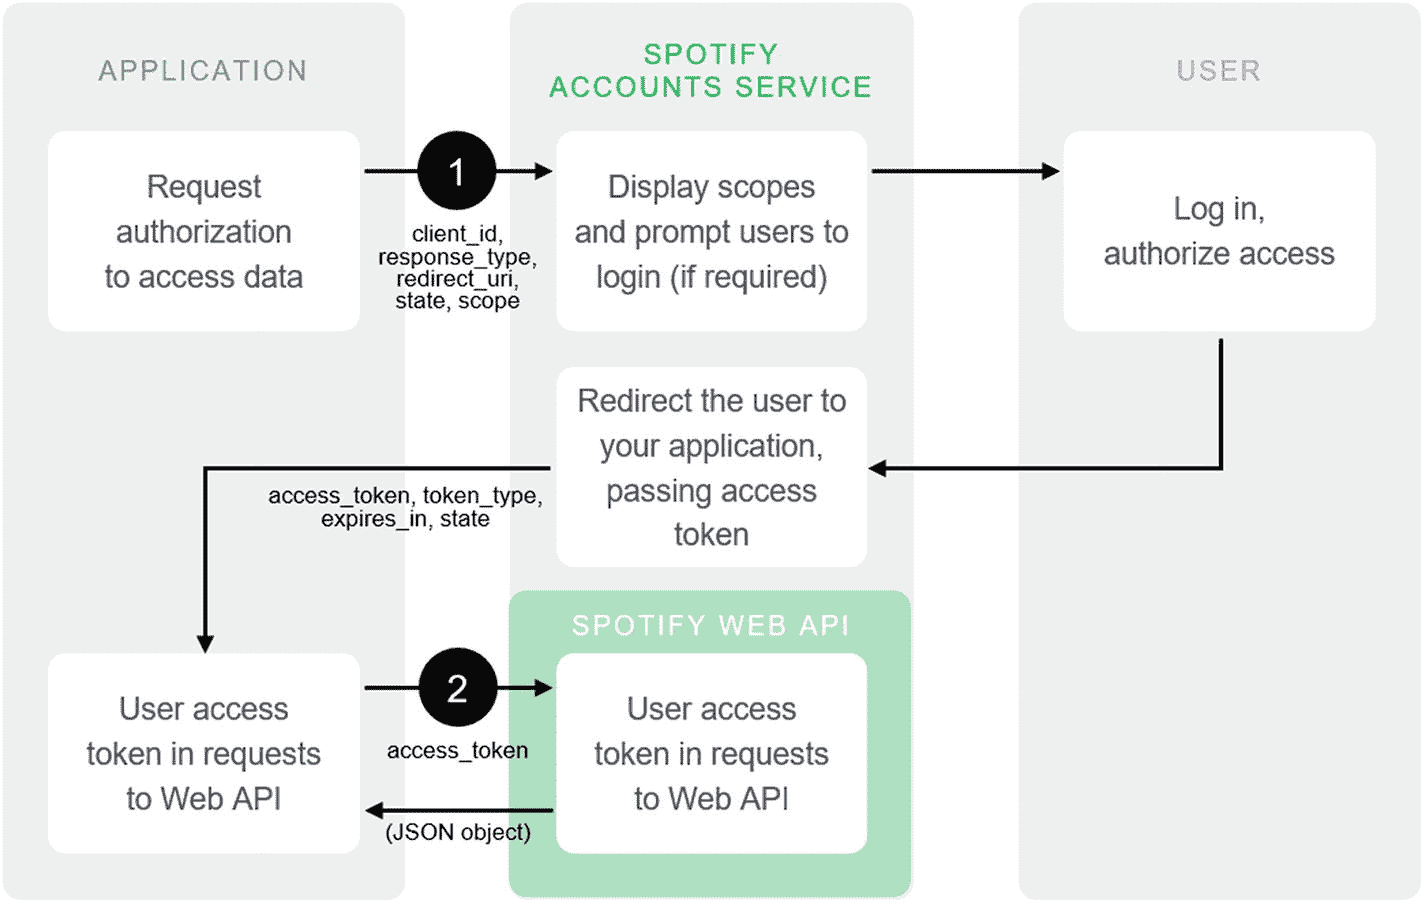 APPLICATION
SPOTIFY
ACCOUNTS SERVICE
USER
Request
authorization
to access data
1
client_id,
response_type,
redirect_uri,
state, scope
Display scopes
and prompt users to
login (if required)
Log in,
authorize access
Redirect the user to
your application,
passing access
token
access_token, token_type,
expires_in, state
SPOTIFY WEB API
User access
token in requests
to Web API
2
access_token
(JSON object)
User access
token in requests
to Web API